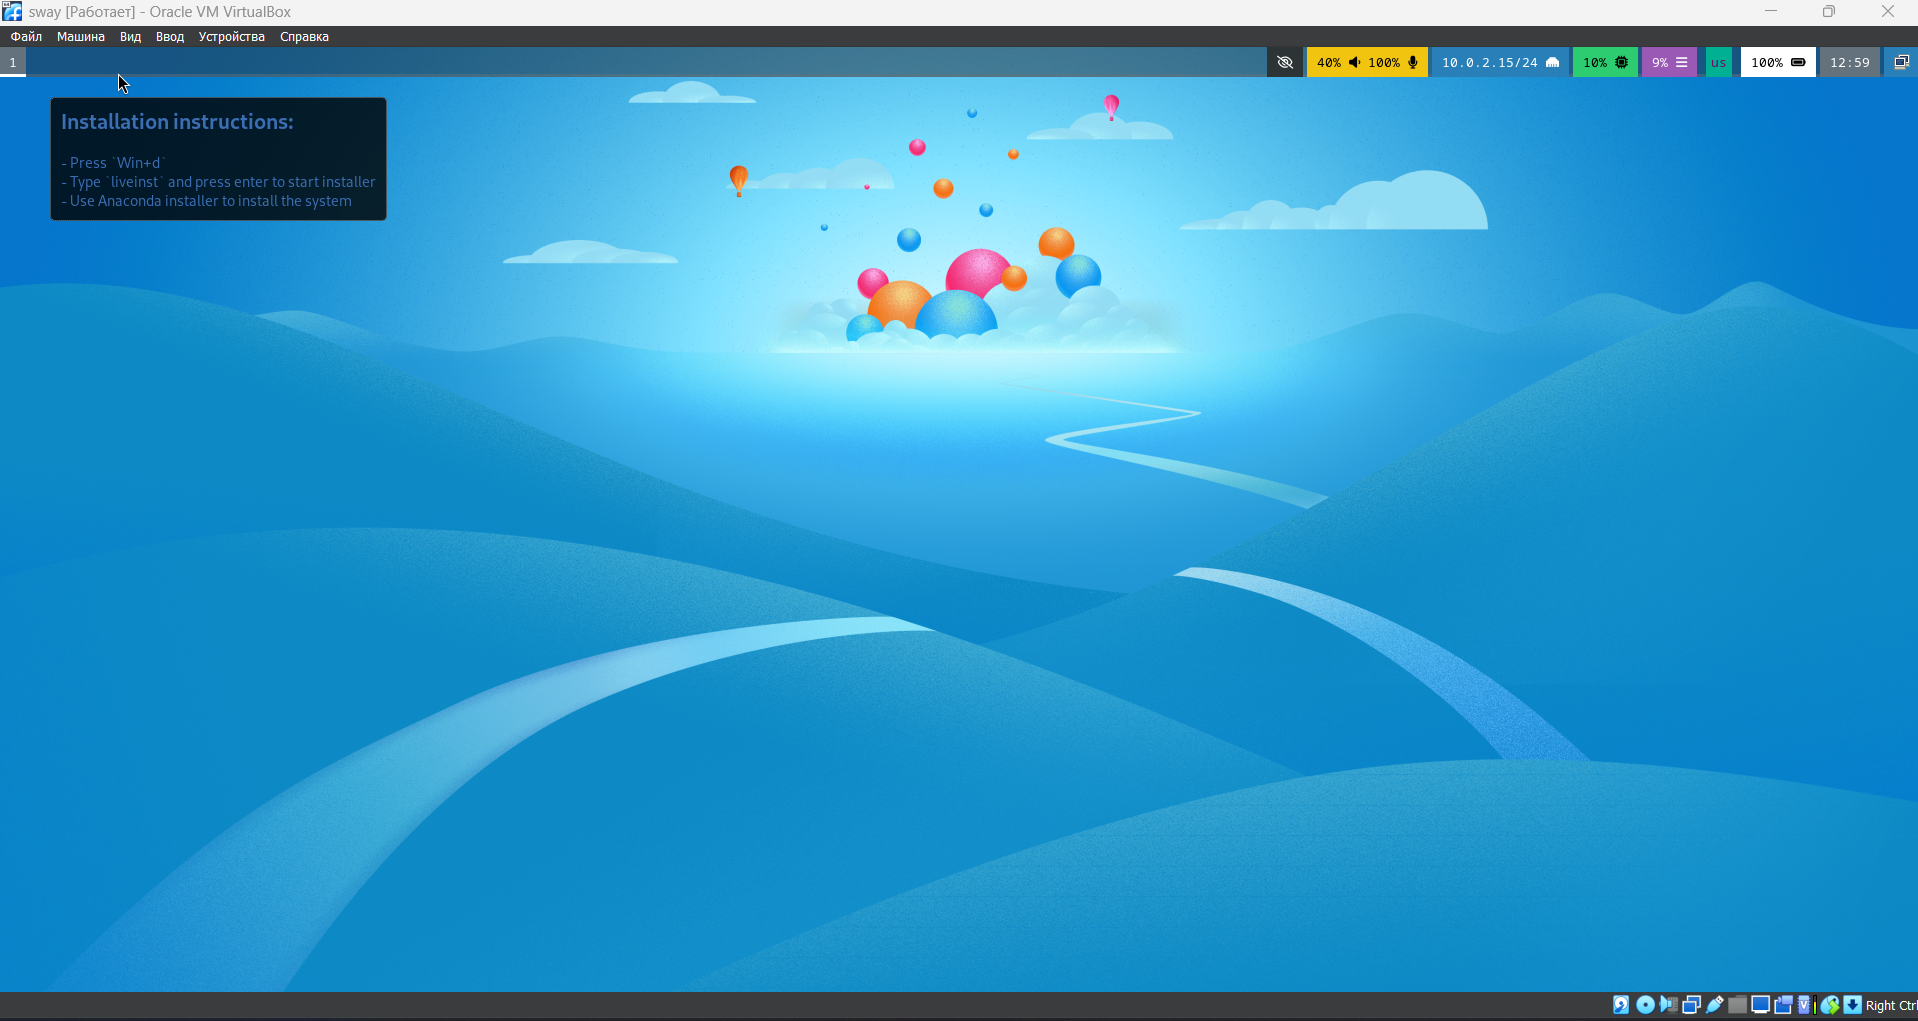 sway [Работает] - Oracle VM VirtualBox
Файл Машина Вид Ввод Устройства Справка
1 40% 100% 10.0.2.15/24 10% 9% us 100% 12:59
Installation instructions:
- Press `Win+d`
- Type `liveinst` and press enter to start installer
- Use Anaconda installer to install the system
Right Ctrl